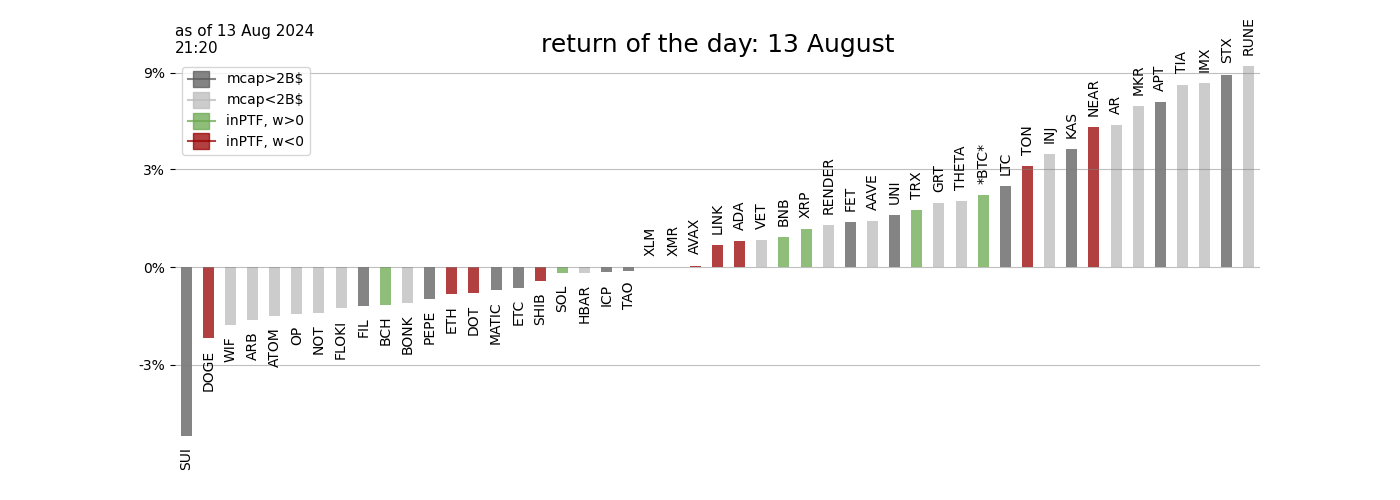 as of 13 Aug 2024
21:20
return of the day: 13 August
9%
3%
0%
-3%
mcap>2B$
mcap<2B$
inPTF, w>0
inPTF, w<0
SUI
DOGE
WIF
ARB
ATOM
OP
NOT
FLOKI
FIL
BCH
BONK
PEPE
ETH
DOT
MATIC
ETC
SHIB
SOL
HBAR
ICP
TAO
XLM
XMR
AVAX
LINK
ADA
VET
BNB
XRP
RENDER
FET
AAVE
UNI
TRX
GRT
THETA
*BTC*
LTC
TON
INJ
KAS
NEAR
AR
MKR
APT
TIA
IMX
STX
RUNE